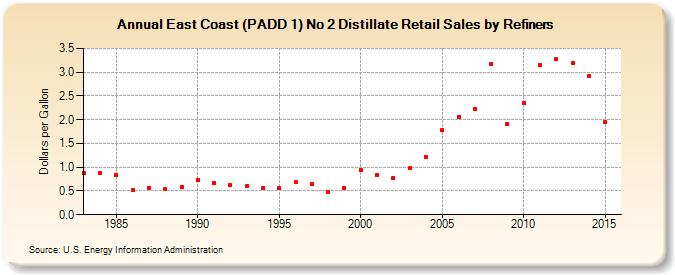 Annual East Coast (PADD 1) No 2 Distillate Retail Sales by Refiners
Dollars per Gallon
3.5
3.0
2.5
2.0
1.5
1.0
0.5
0.0
1985 1990 1995 2000 2005 2010 2015
Source: U.S. Energy Information Administration